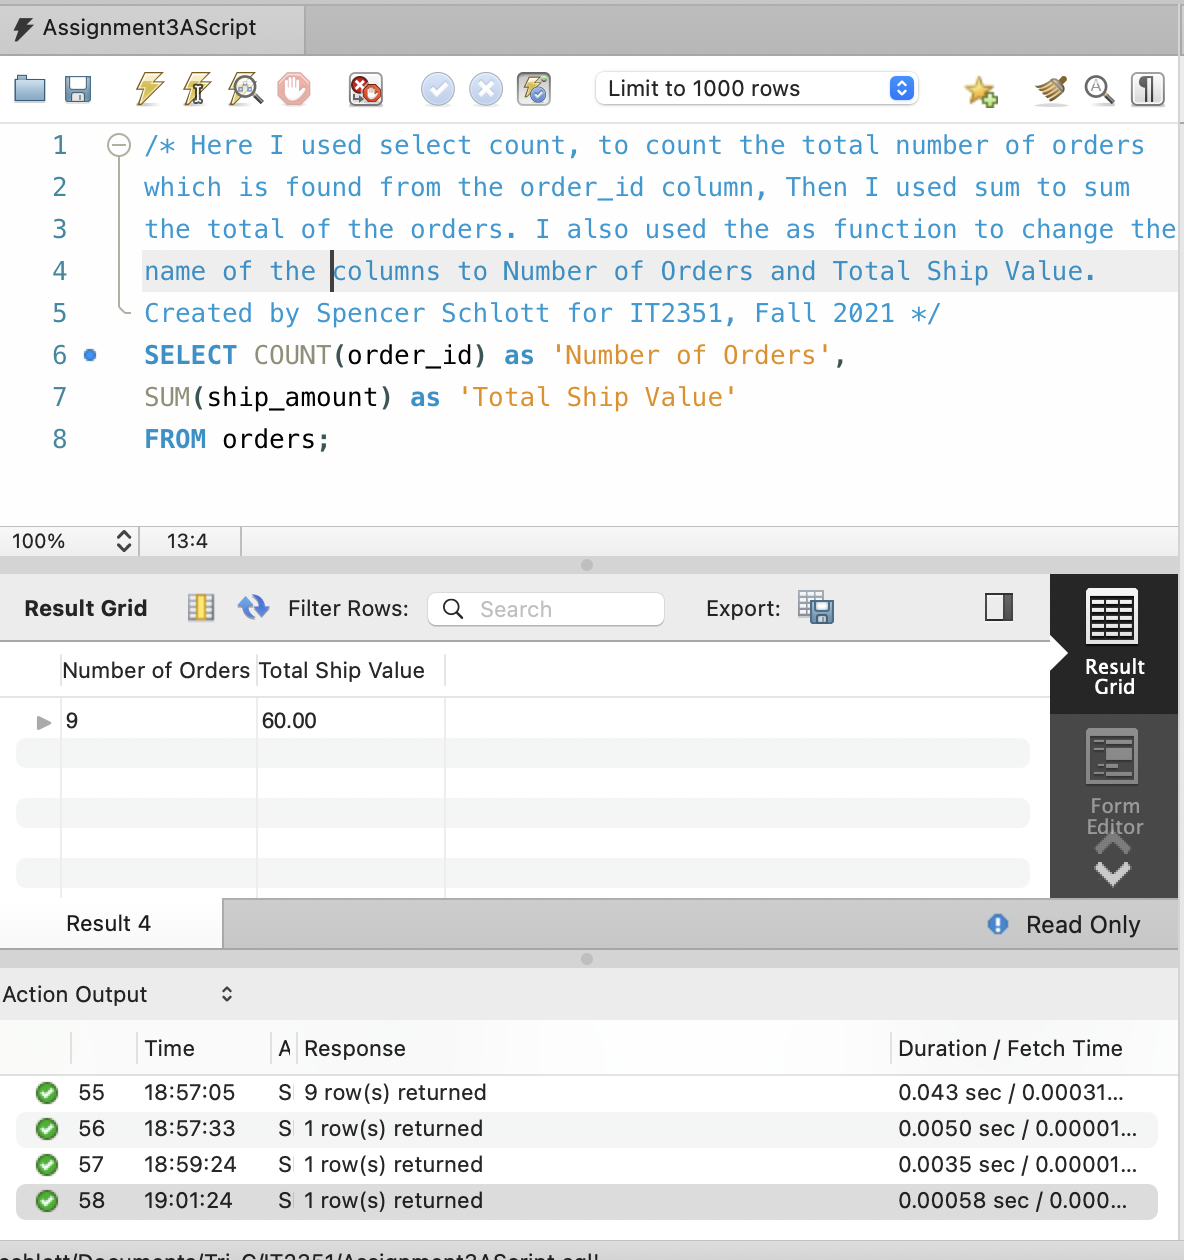 Assignment3AScript
Limit to 1000 rows
1 /* Here I used select count, to count the total number of orders
2 which is found from the order_id column, Then I used sum to sum
3 the total of the orders. I also used the as function to change the
4 name of the columns to Number of Orders and Total Ship Value.
5 Created by Spencer Schlott for IT2351, Fall 2021 */
6 SELECT COUNT(order_id) as 'Number of Orders',
7 SUM(ship_amount) as 'Total Ship Value'
8 FROM orders;
100% 13:4
Result Grid Filter Rows: Search Export:
Result
Grid
Number of Orders Total Ship Value
9 60.00
Form
Editor
Result 4 Read Only
Action Output
Time A Response Duration / Fetch Time
55 18:57:05 S 9 row(s) returned 0.043 sec / 0.00031...
56 18:57:33 S 1 row(s) returned 0.0050 sec / 0.00001...
57 18:59:24 S 1 row(s) returned 0.0035 sec / 0.00001...
58 19:01:24 S 1 row(s) returned 0.00058 sec / 0.000...